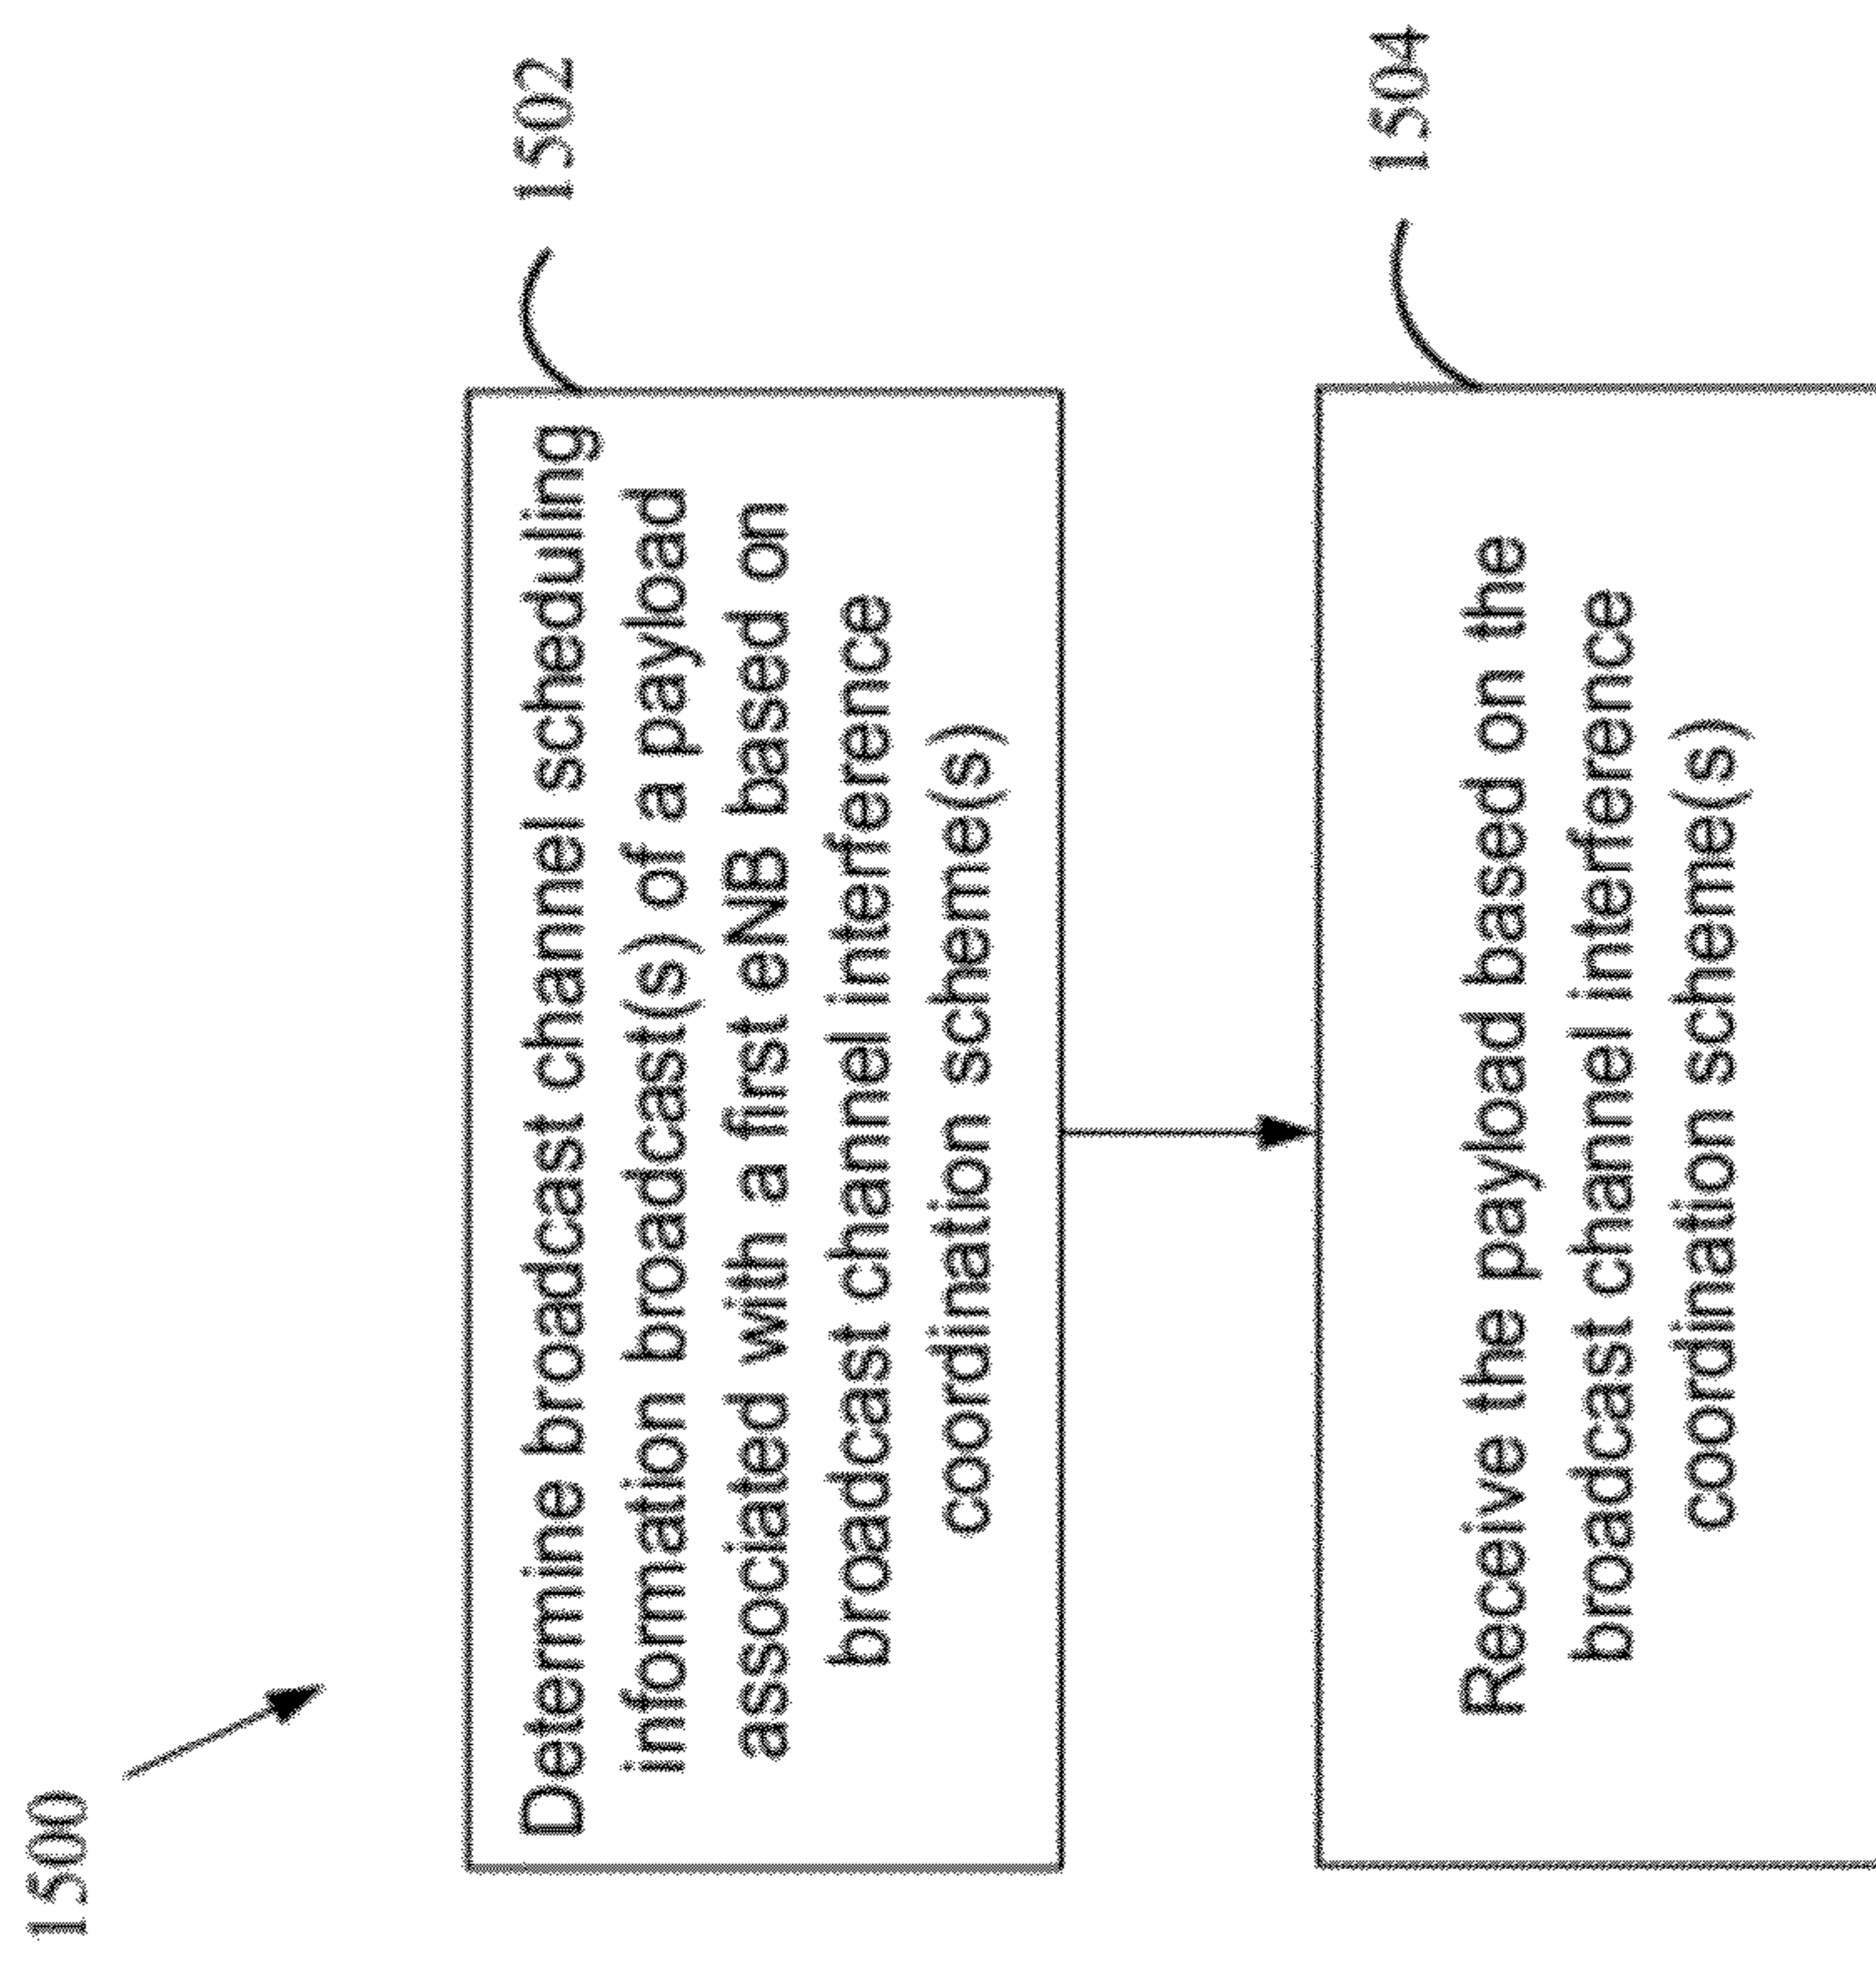 1500
1502
Determine broadcast channel scheduling
information broadcast(s) of a payload
associated with a first eNB based on
broadcast channel interference
coordination scheme(s)
1504
Receive the payload based on the
broadcast channel interference
coordination scheme(s)